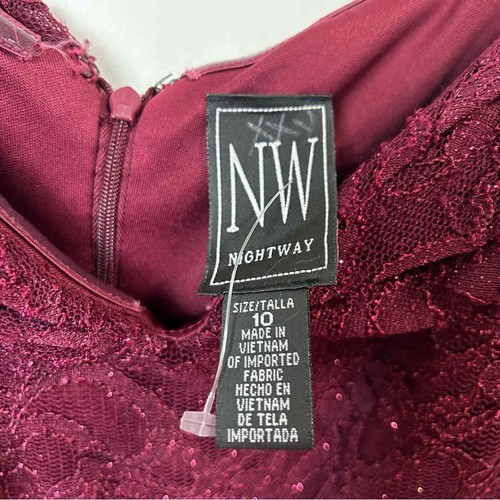 NW
NIGHTWAY
SIZE/TALLA
10
MADE IN
VIETNAM
OF IMPORTED
FABRIC
HECHO EN
VIETNAM
DE TELA
IMPORTADA